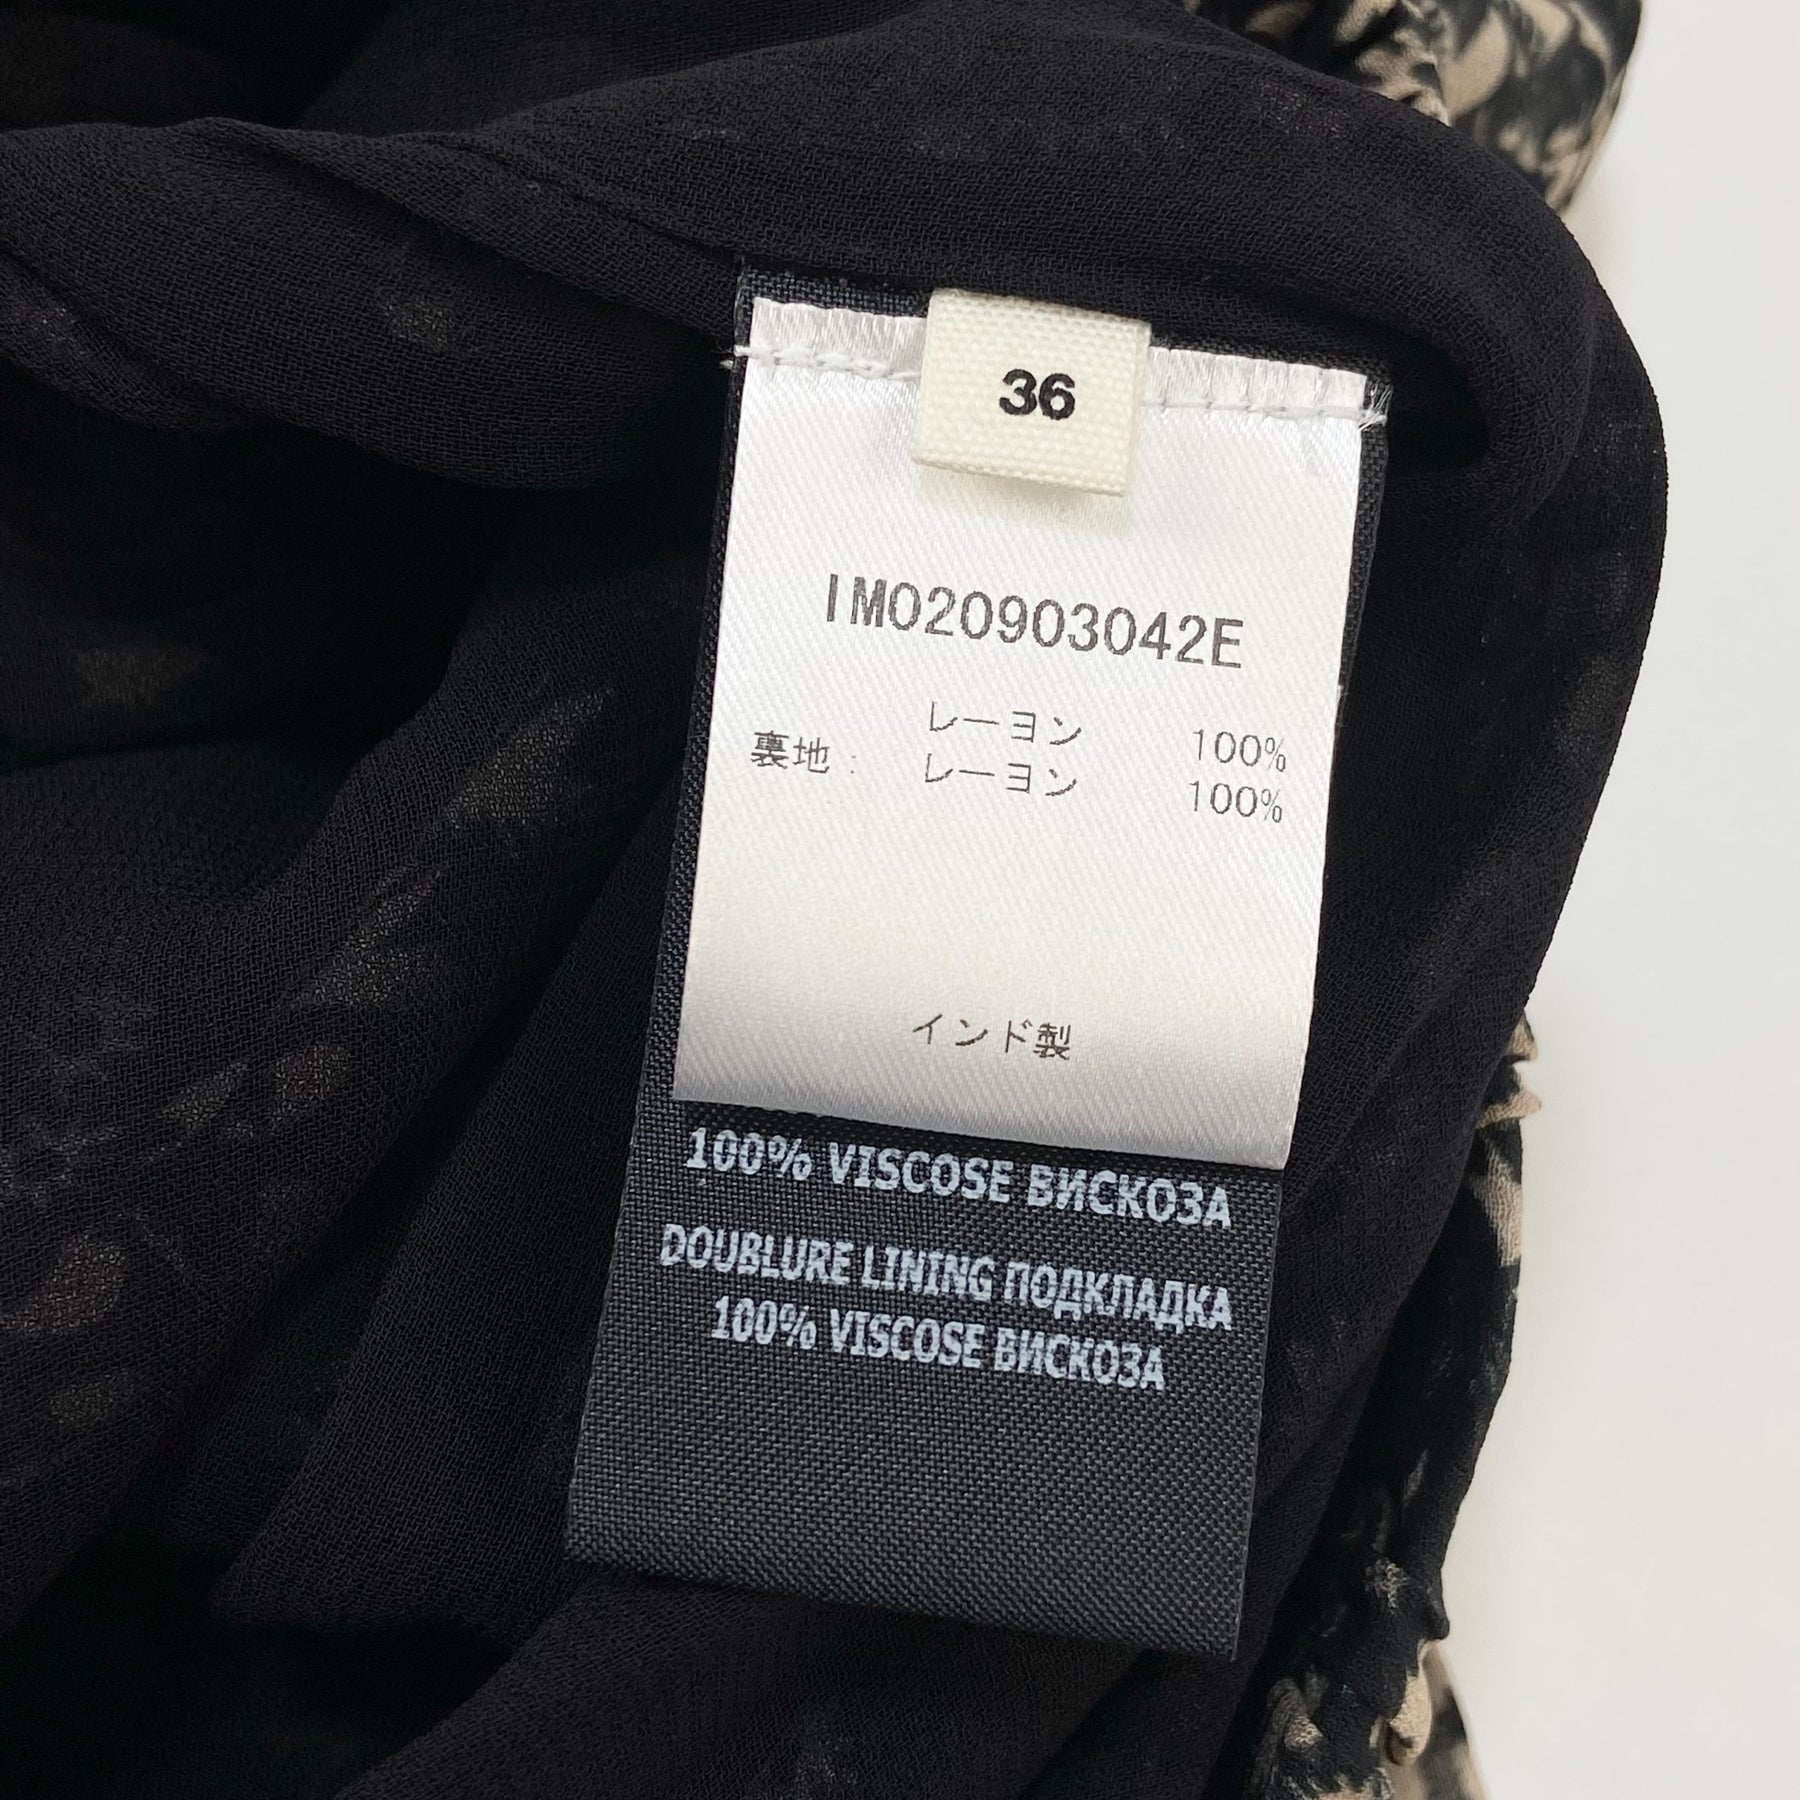 36
IM020903042E
レーヨン 100%
裏地: レーヨン 100%
インド製
100% VISCOSE ВИСКОЗА
DOUBLURE LINING ПОДКЛАДКА
100% VISCOSE ВИСКОЗА